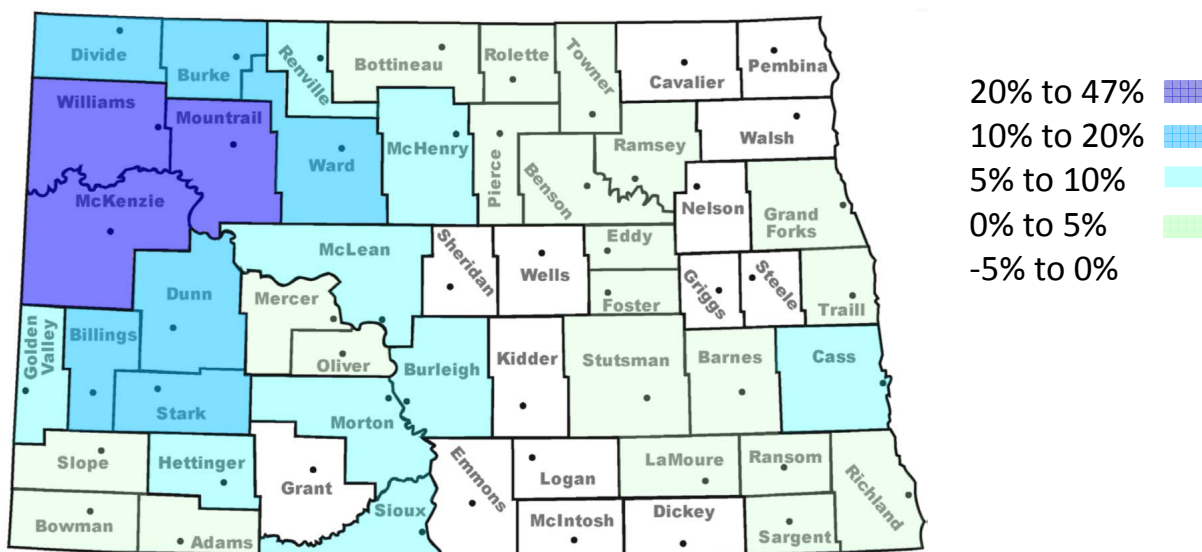 Divide
Burke
Renville
Bottineau
Rolette
Towner
Cavalier
Pembina
Williams
Mountrail
Ward
McHenry
Pierce
Benson
Ramsey
Walsh
Nelson
Grand
Forks
McKenzie
McLean
Sheridan
Wells
Eddy
Foster
Griggs
Steele
Traill
Dunn
Mercer
Oliver
Golden
Valley
Billings
Stark
Burleigh
Kidder
Stutsman
Barnes
Cass
Morton
Slope
Hettinger
Grant
Emmons
Logan
LaMoure
Ransom
Richland
Bowman
Adams
Sioux
McIntosh
Dickey
Sargent
20% to 47%
10% to 20%
5% to 10%
0% to 5%
-5% to 0%